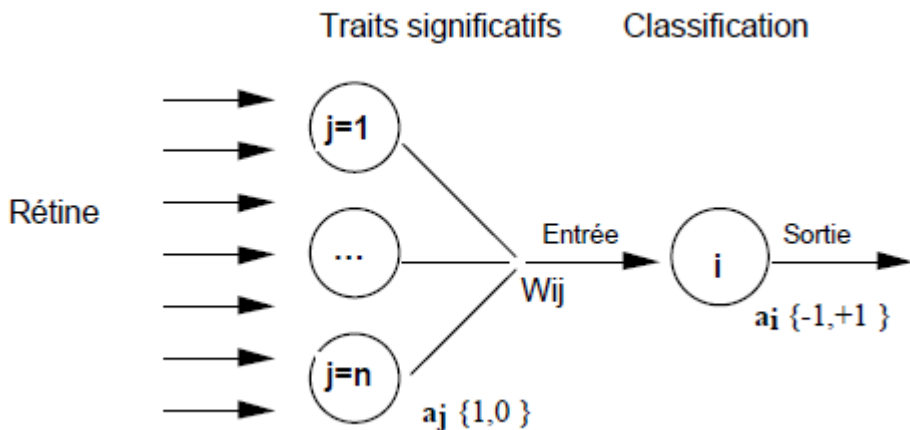 Traits significatifs Classification
j=1
Rétine
...
Entrée
i
Sortie
Wij
ai {-1,+1 }
j=n
aj {1,0 }